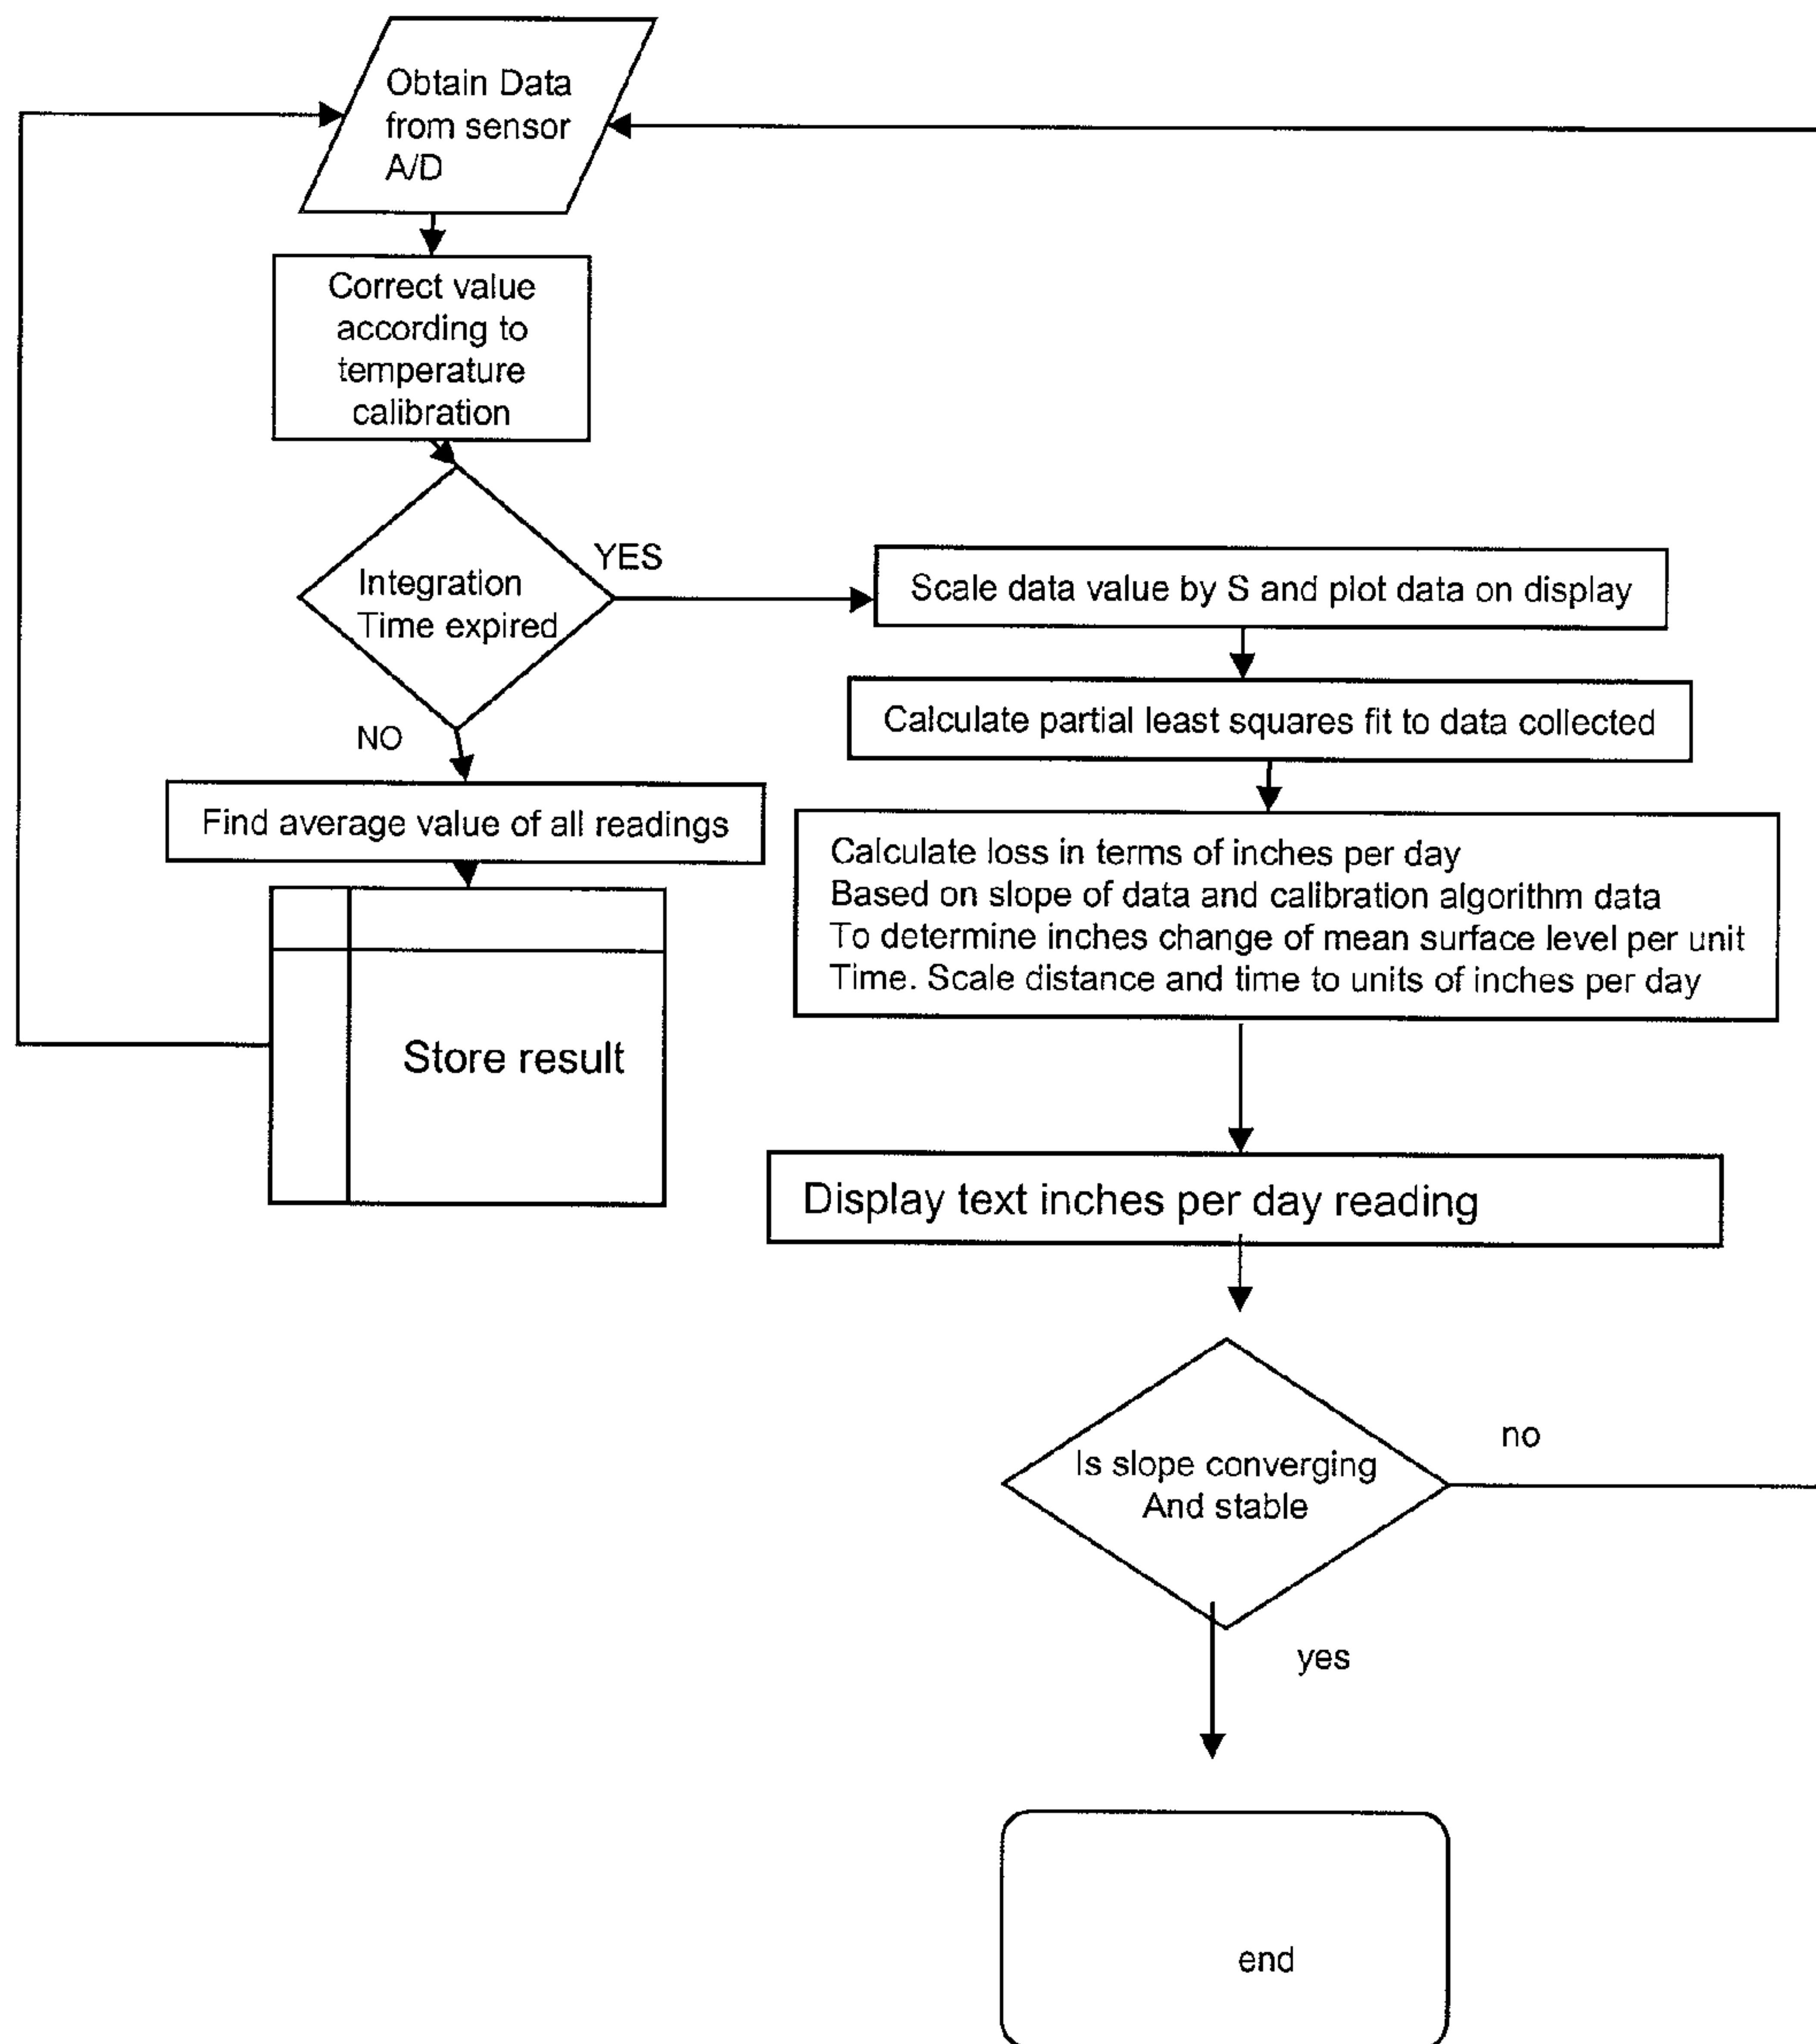 Obtain Data
from sensor
A/D
Correct value
according to
temperature
calibration
Integration
Time expired
YES
NO
Find average value of all readings
Store result
Scale data value by S and plot data on display
Calculate partial least squares fit to data collected
Calculate loss in terms of inches per day
Based on slope of data and calibration algorithm data
To determine inches change of mean surface level per unit
Time. Scale distance and time to units of inches per day
Display text inches per day reading
Is slope converging
And stable
no
yes
end